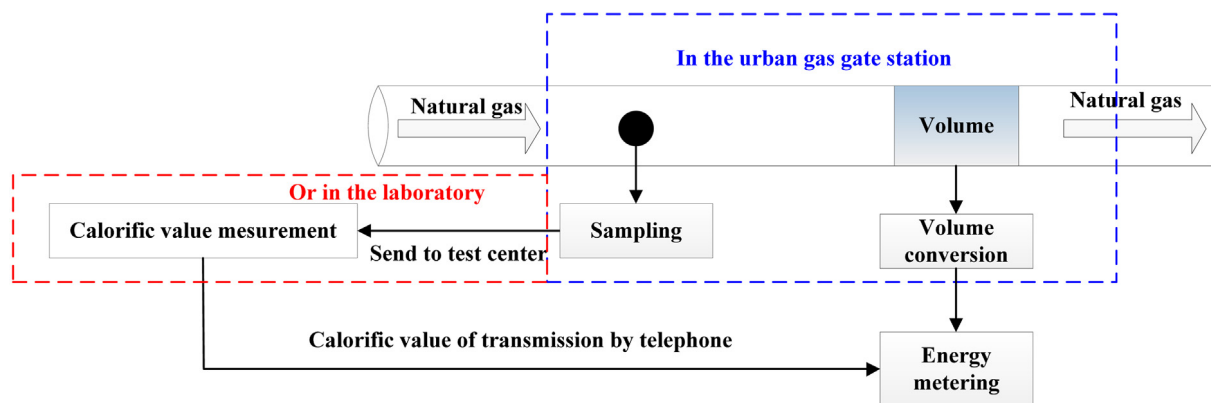 In the urban gas gate station
Natural gas
Natural gas
Volume
Or in the laboratory
Calorific value mesurement
Sampling
Send to test center
Volume
conversion
Calorific value of transmission by telephone
Energy
metering